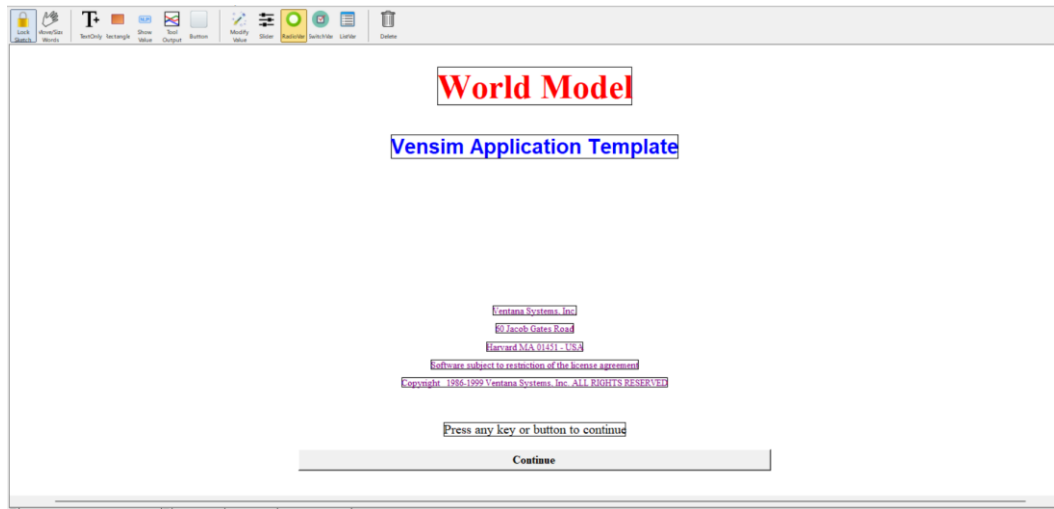 Lock Sketch
Move/Size Words
TextOnly
Rectangle
Show Value
Tool Output
Button
Modify Value
Slider
RadioVar
SwitchVar
ListVar
Delete
World Model
Vensim Application Template
Ventana Systems, Inc.
60 Jacob Gates Road
Harvard MA 01451 - USA
Software subject to restriction of the license agreement
Copyright 1986-1999 Ventana Systems, Inc. ALL RIGHTS RESERVED
Press any key or button to continue
Continue